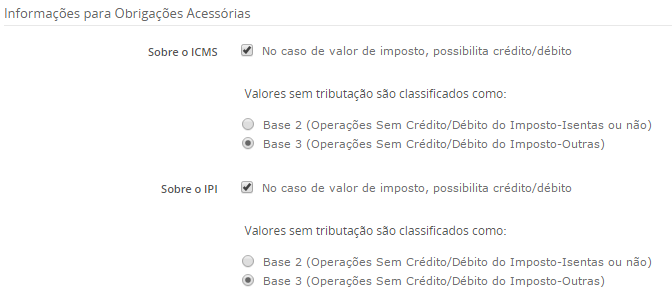 Informações para Obrigações Acessórias
Sobre o ICMS No caso de valor de imposto, possibilita crédito/débito
Valores sem tributação são classificados como:
Base 2 (Operações Sem Crédito/Débito do Imposto-Isentas ou não)
Base 3 (Operações Sem Crédito/Débito do Imposto-Outras)
Sobre o IPI No caso de valor de imposto, possibilita crédito/débito
Valores sem tributação são classificados como:
Base 2 (Operações Sem Crédito/Débito do Imposto-Isentas ou não)
Base 3 (Operações Sem Crédito/Débito do Imposto-Outras)